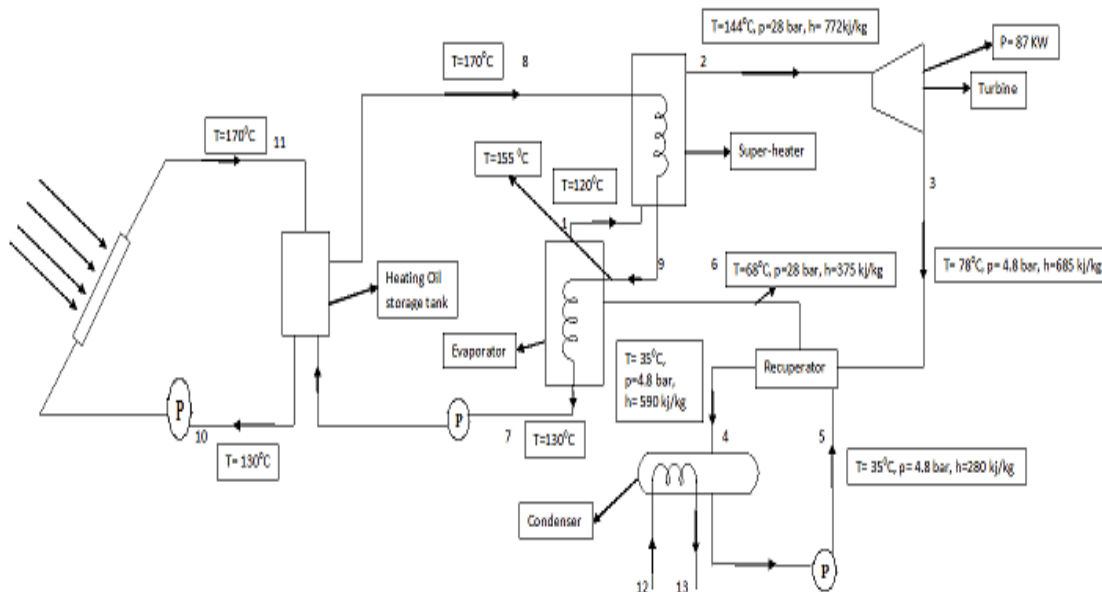 T=144⁰C, p=28 bar, h= 772kj/kg
P= 87 KW
T=170⁰C
8
2
Turbine
T=170⁰C
11
T=155 ⁰C
Super-heater
T=120⁰C
3
1
9
6
T=68⁰C, p=28 bar, h=375 kj/kg
T= 78⁰C, p= 4.8 bar, h=685 kj/kg
Heating Oil
storage tank
Evaporator
T= 35⁰C,
p=4.8 bar,
h= 590 kj/kg
Recuperator
P
P
10
7
T=130⁰C
4
5
T= 130⁰C
T= 35⁰C, p= 4.8 bar, h=280 kj/kg
Condenser
P
12
13